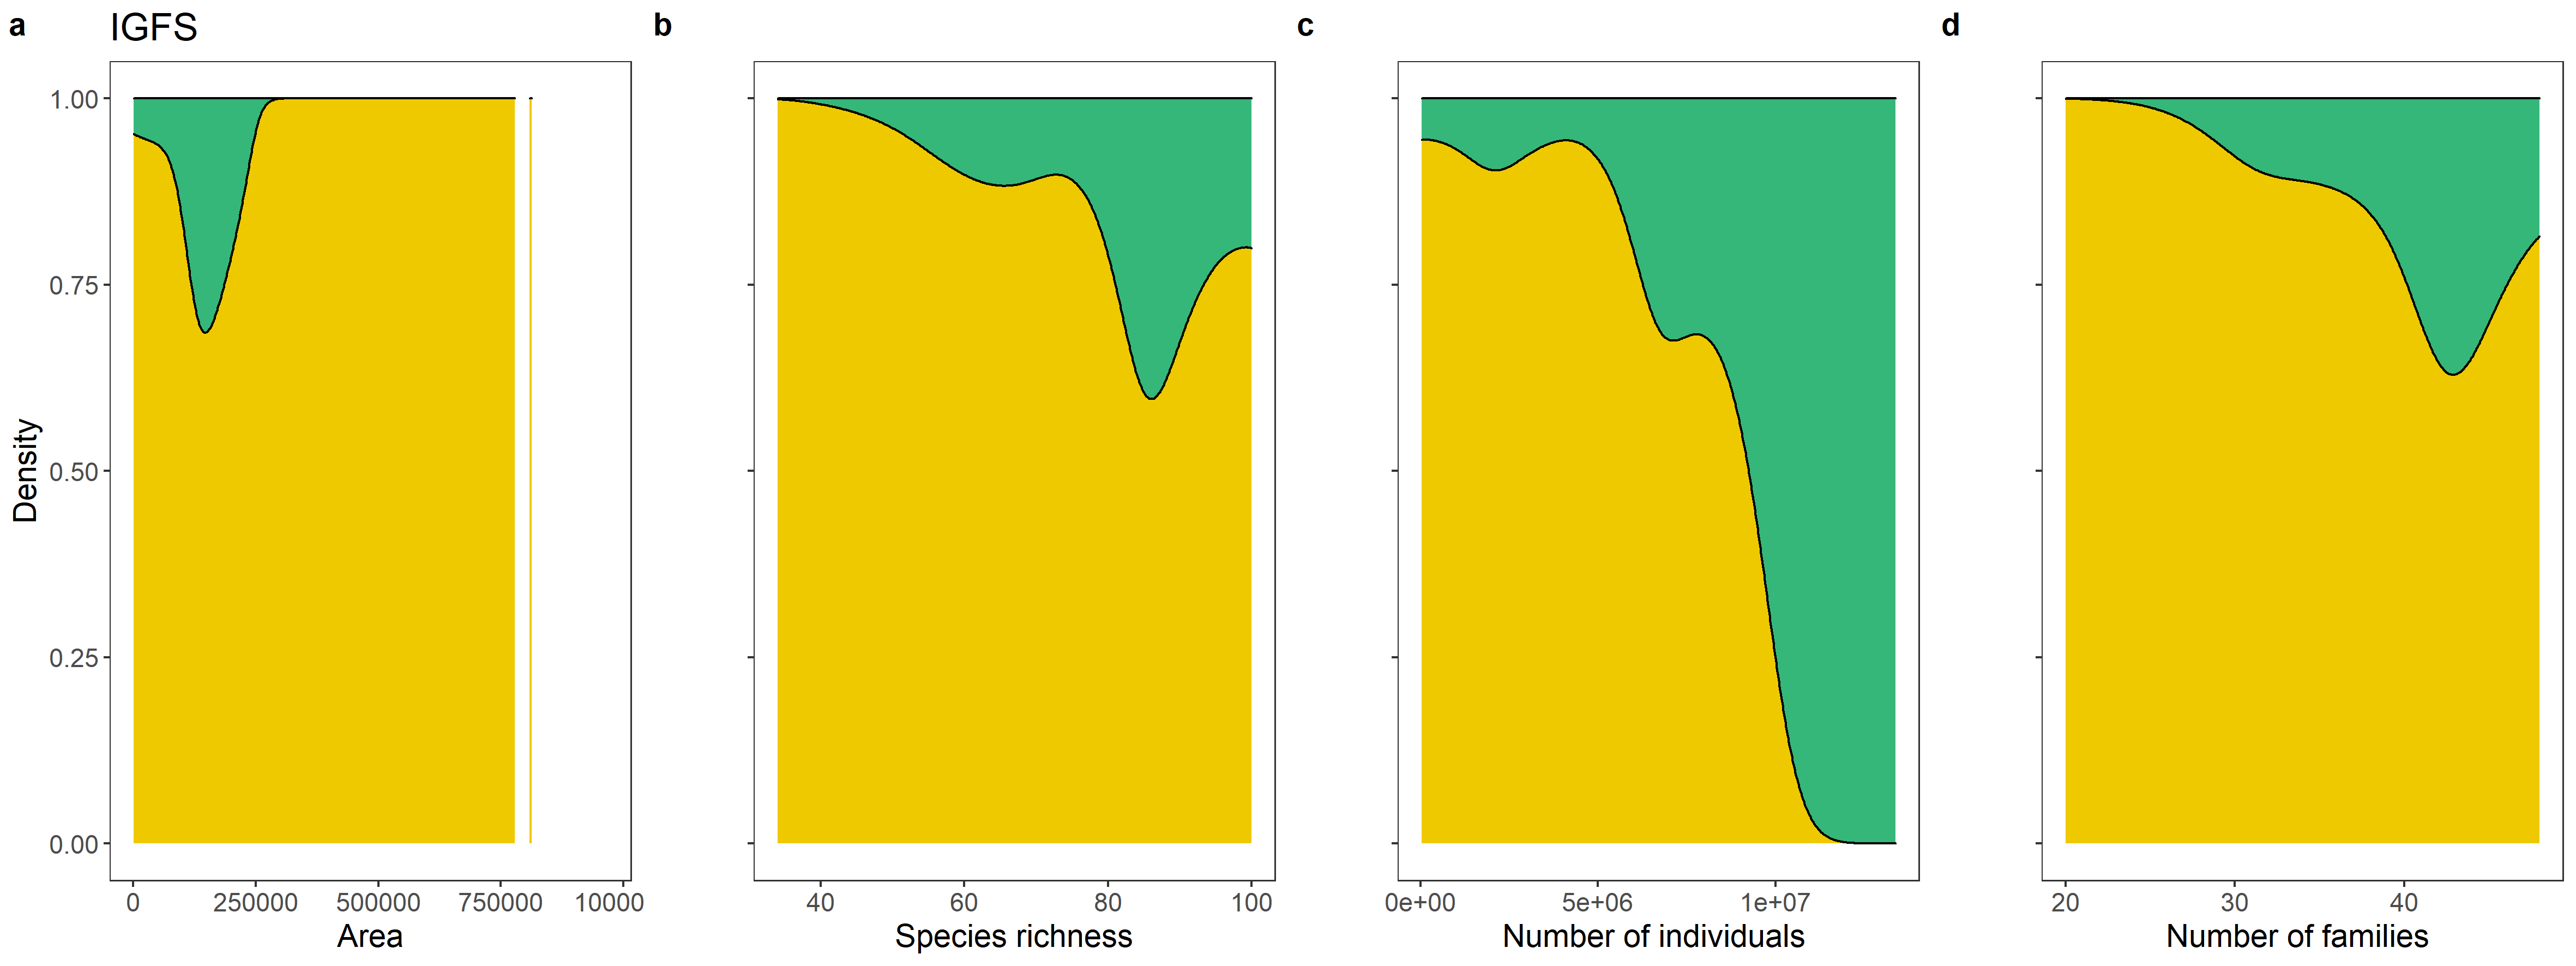 a IGFS b c d
Density
1.00
0.75
0.50
0.25
0.00
0 250000 500000 750000 10000
Area
40 60 80 100
Species richness
0e+00 5e+06 1e+07
Number of individuals
20 30 40
Number of families